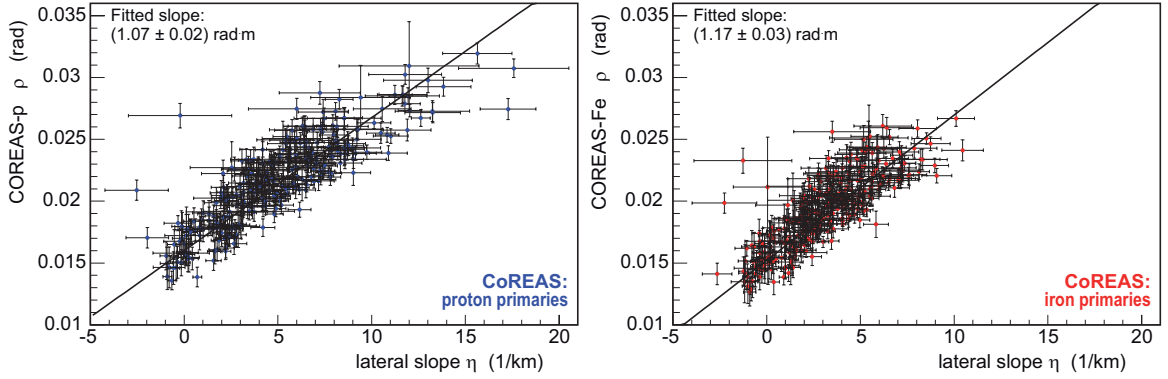 Fitted slope:
(1.07 ± 0.02) rad·m
COREAS-p ρ (rad)
0.035
0.03
0.025
0.02
0.015
0.01
CoREAS:
proton primaries
-5 0 5 10 15 20
lateral slope η (1/km)
Fitted slope:
(1.17 ± 0.03) rad·m
COREAS-Fe ρ (rad)
0.035
0.03
0.025
0.02
0.015
0.01
CoREAS:
iron primaries
-5 0 5 10 15 20
lateral slope η (1/km)